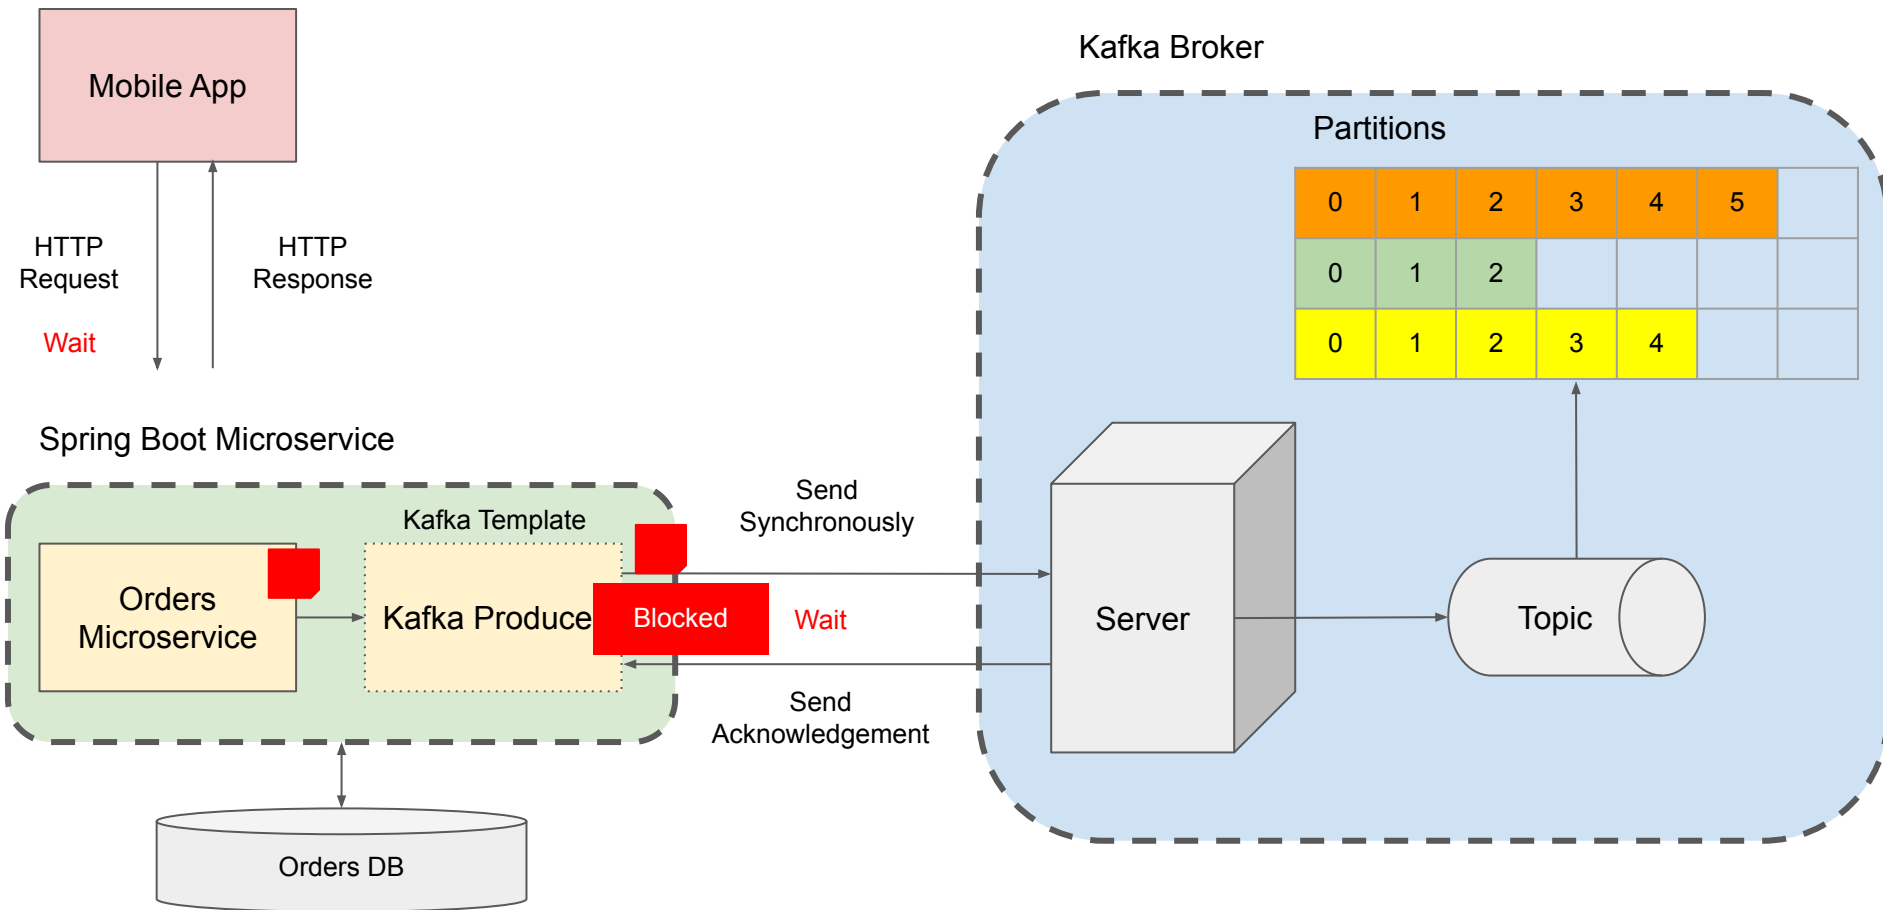 Mobile App
HTTP
Request
HTTP
Response
Wait
Kafka Broker
Partitions
0 1 2 3 4 5
0 1 2
0 1 2 3 4
Spring Boot Microservice
Kafka Template
Orders
Microservice
Kafka Produce
Blocked
Send
Synchronously
Wait
Send
Acknowledgement
Server
Topic
Orders DB